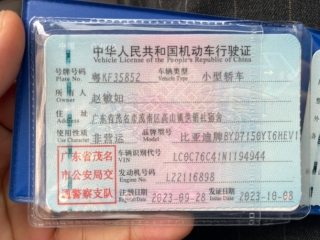 中华人民共和国机动车行驶证
Vehicle License of the People's Republic of China
号牌号码 粤KF35852 车辆类型 小型轿车
Plate No. Vehicle Type
所有人 赵敏如
Owner
住址
Address
使用性质 非营运 品牌型号 比亚迪牌BYD7156YT6HEV
Use Character Model
广东省茂名
市公安局交
警察支队
车辆识别代号 LC0C76C41N1194944
VIN
发动机号码 L22116898
Engine No.
注册日期 2023-09-28 发证日期 2023-10-08
Register Date Issue Date